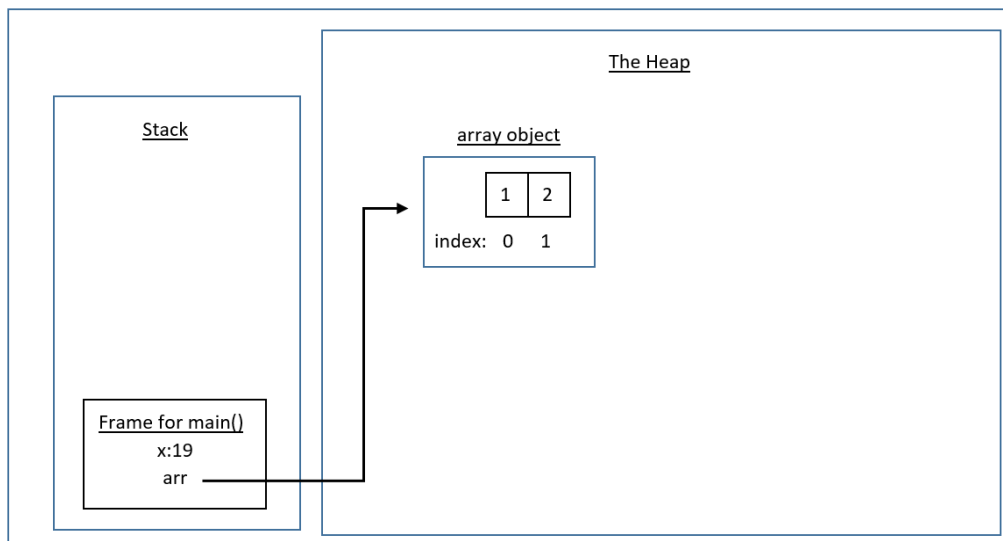 The Heap
Stack
array object
1 2
index: 0 1
Frame for main()
x:19
arr